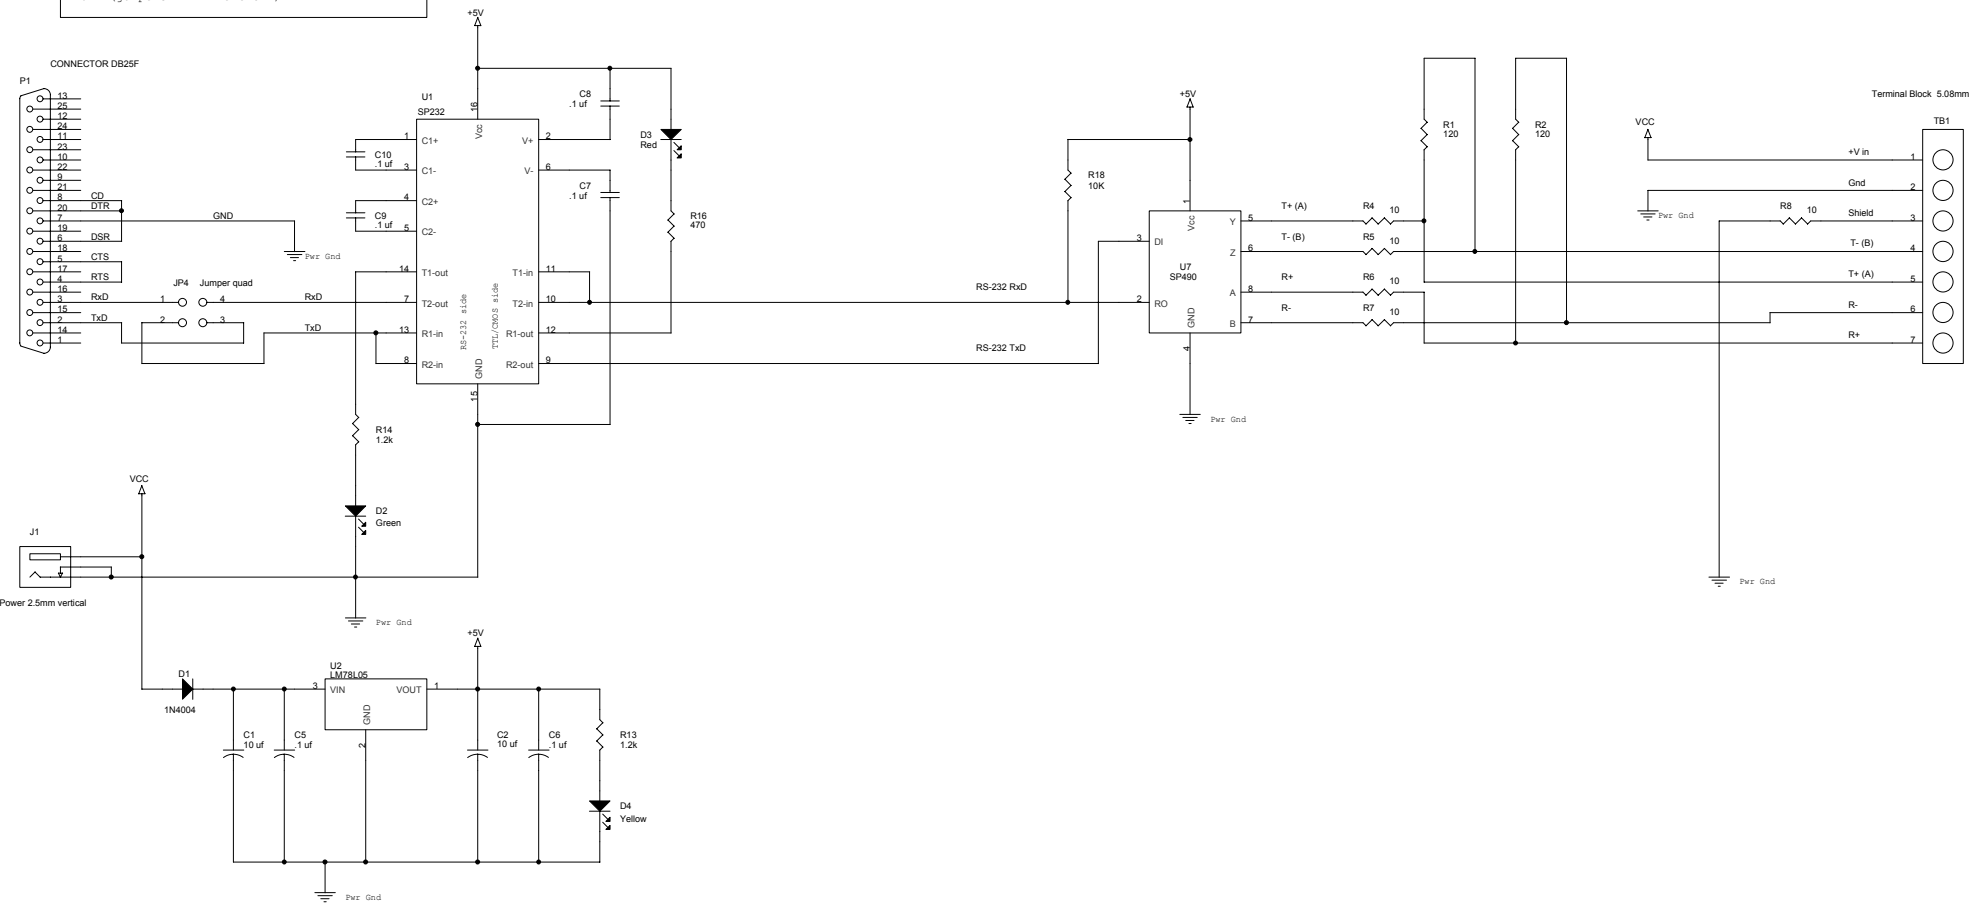 +5V
CONNECTOR DB25F
P1
13
25
12
24
11
23
10
22
9
21
8
20
7
19
6
18
5
17
4
16
3
15
2
14
1
CD
DTR
GND
DSR
CTS
RTS
RxD
TxD
Pwr Gnd
JP4 Jumper quad
1
4
2
3
RxD
TxD
U1
SP232
16
Vcc
1
C1+
C10
.1 uf
3
C1-
4
C2+
C9
.1 uf
5
C2-
14
T1-out
7
T2-out
13
R1-in
8
R2-in
RS-232 side
TTL/CMOS side
GND
15
V+
2
V-
6
T1-in
11
T2-in
10
R1-out
12
R2-out
9
C8
.1 uf
C7
.1 uf
D3
Red
R16
470
R14
1.2k
D2
Green
Pwr Gnd
RS-232 RxD
RS-232 TxD
+5V
R18
10K
1
Vcc
3
DI
2
RO
U7
SP490
Y
5
Z
6
A
8
B
7
GND
4
Pwr Gnd
T+ (A)
R4
10
T- (B)
R5
10
R+
R6
10
R-
R7
10
R1
120
R2
120
Terminal Block 5.08mm
TB1
VCC
+V in
1
Gnd
2
Pwr Gnd
R8
10
Shield
3
T- (B)
4
T+ (A)
5
R-
6
R+
7
Pwr Gnd
VCC
J1
Power 2.5mm vertical
D1
1N4004
U2
LM78L05
3
VIN
VOUT
1
GND
2
+5V
C1
10 uf
C5
.1 uf
C2
10 uf
C6
.1 uf
R13
1.2k
D4
Yellow
Pwr Gnd